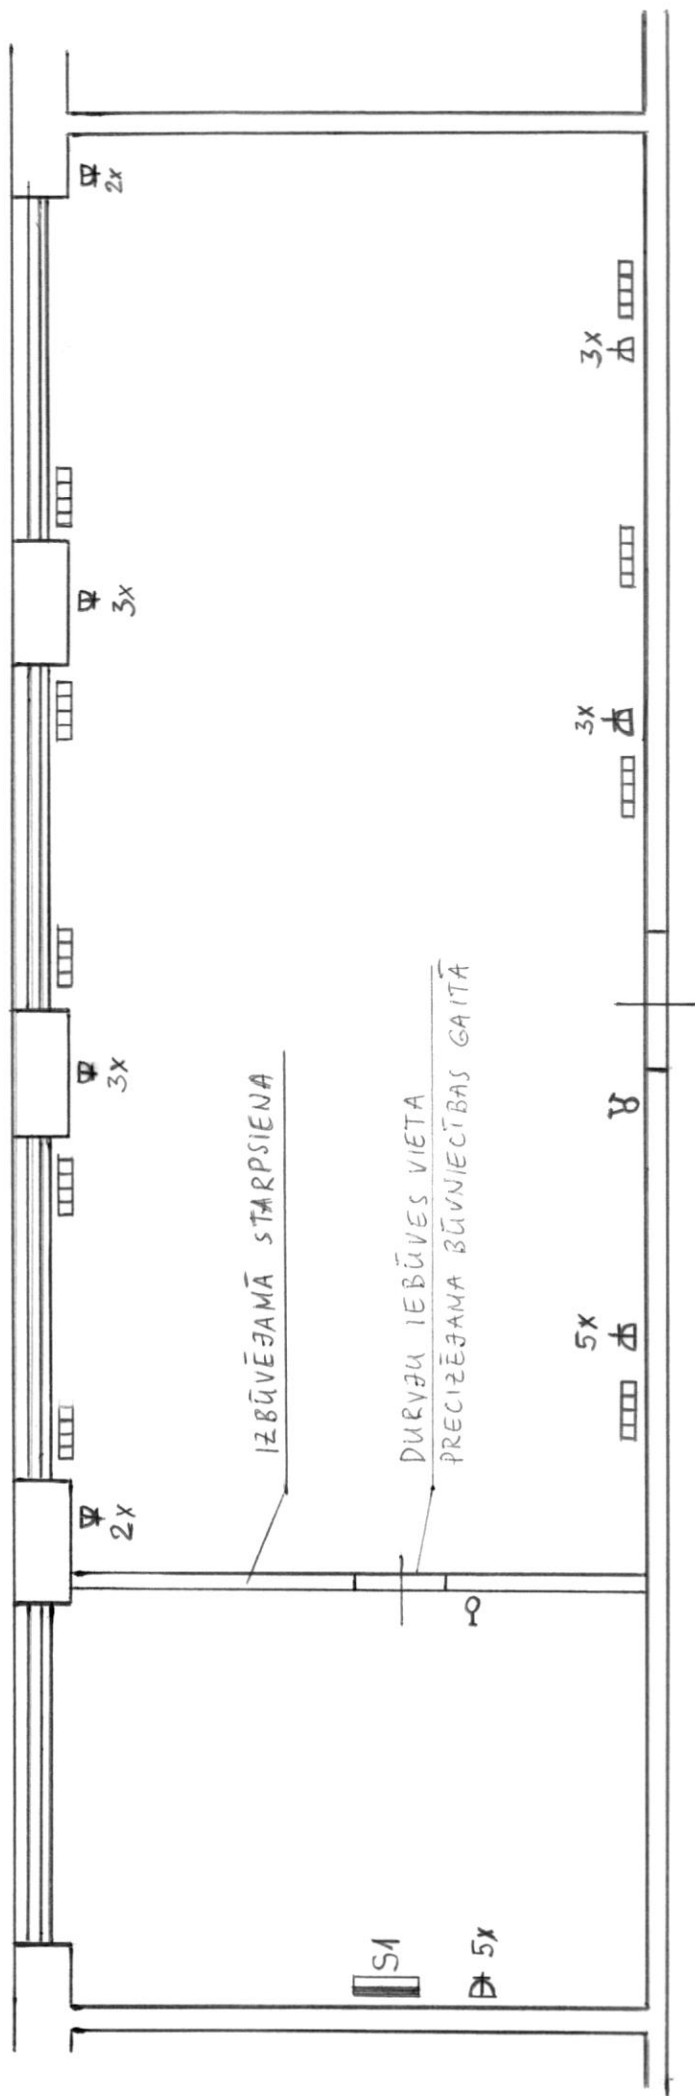 2x
3x
3x
2x
3x
3x
5x
IZBŪVĒJAMĀ STARPSIENA
DURVJU IEBŪVES VIETA
PRECIZĒJAMA BŪVNIECĪBAS GAITĀ
S1
5x